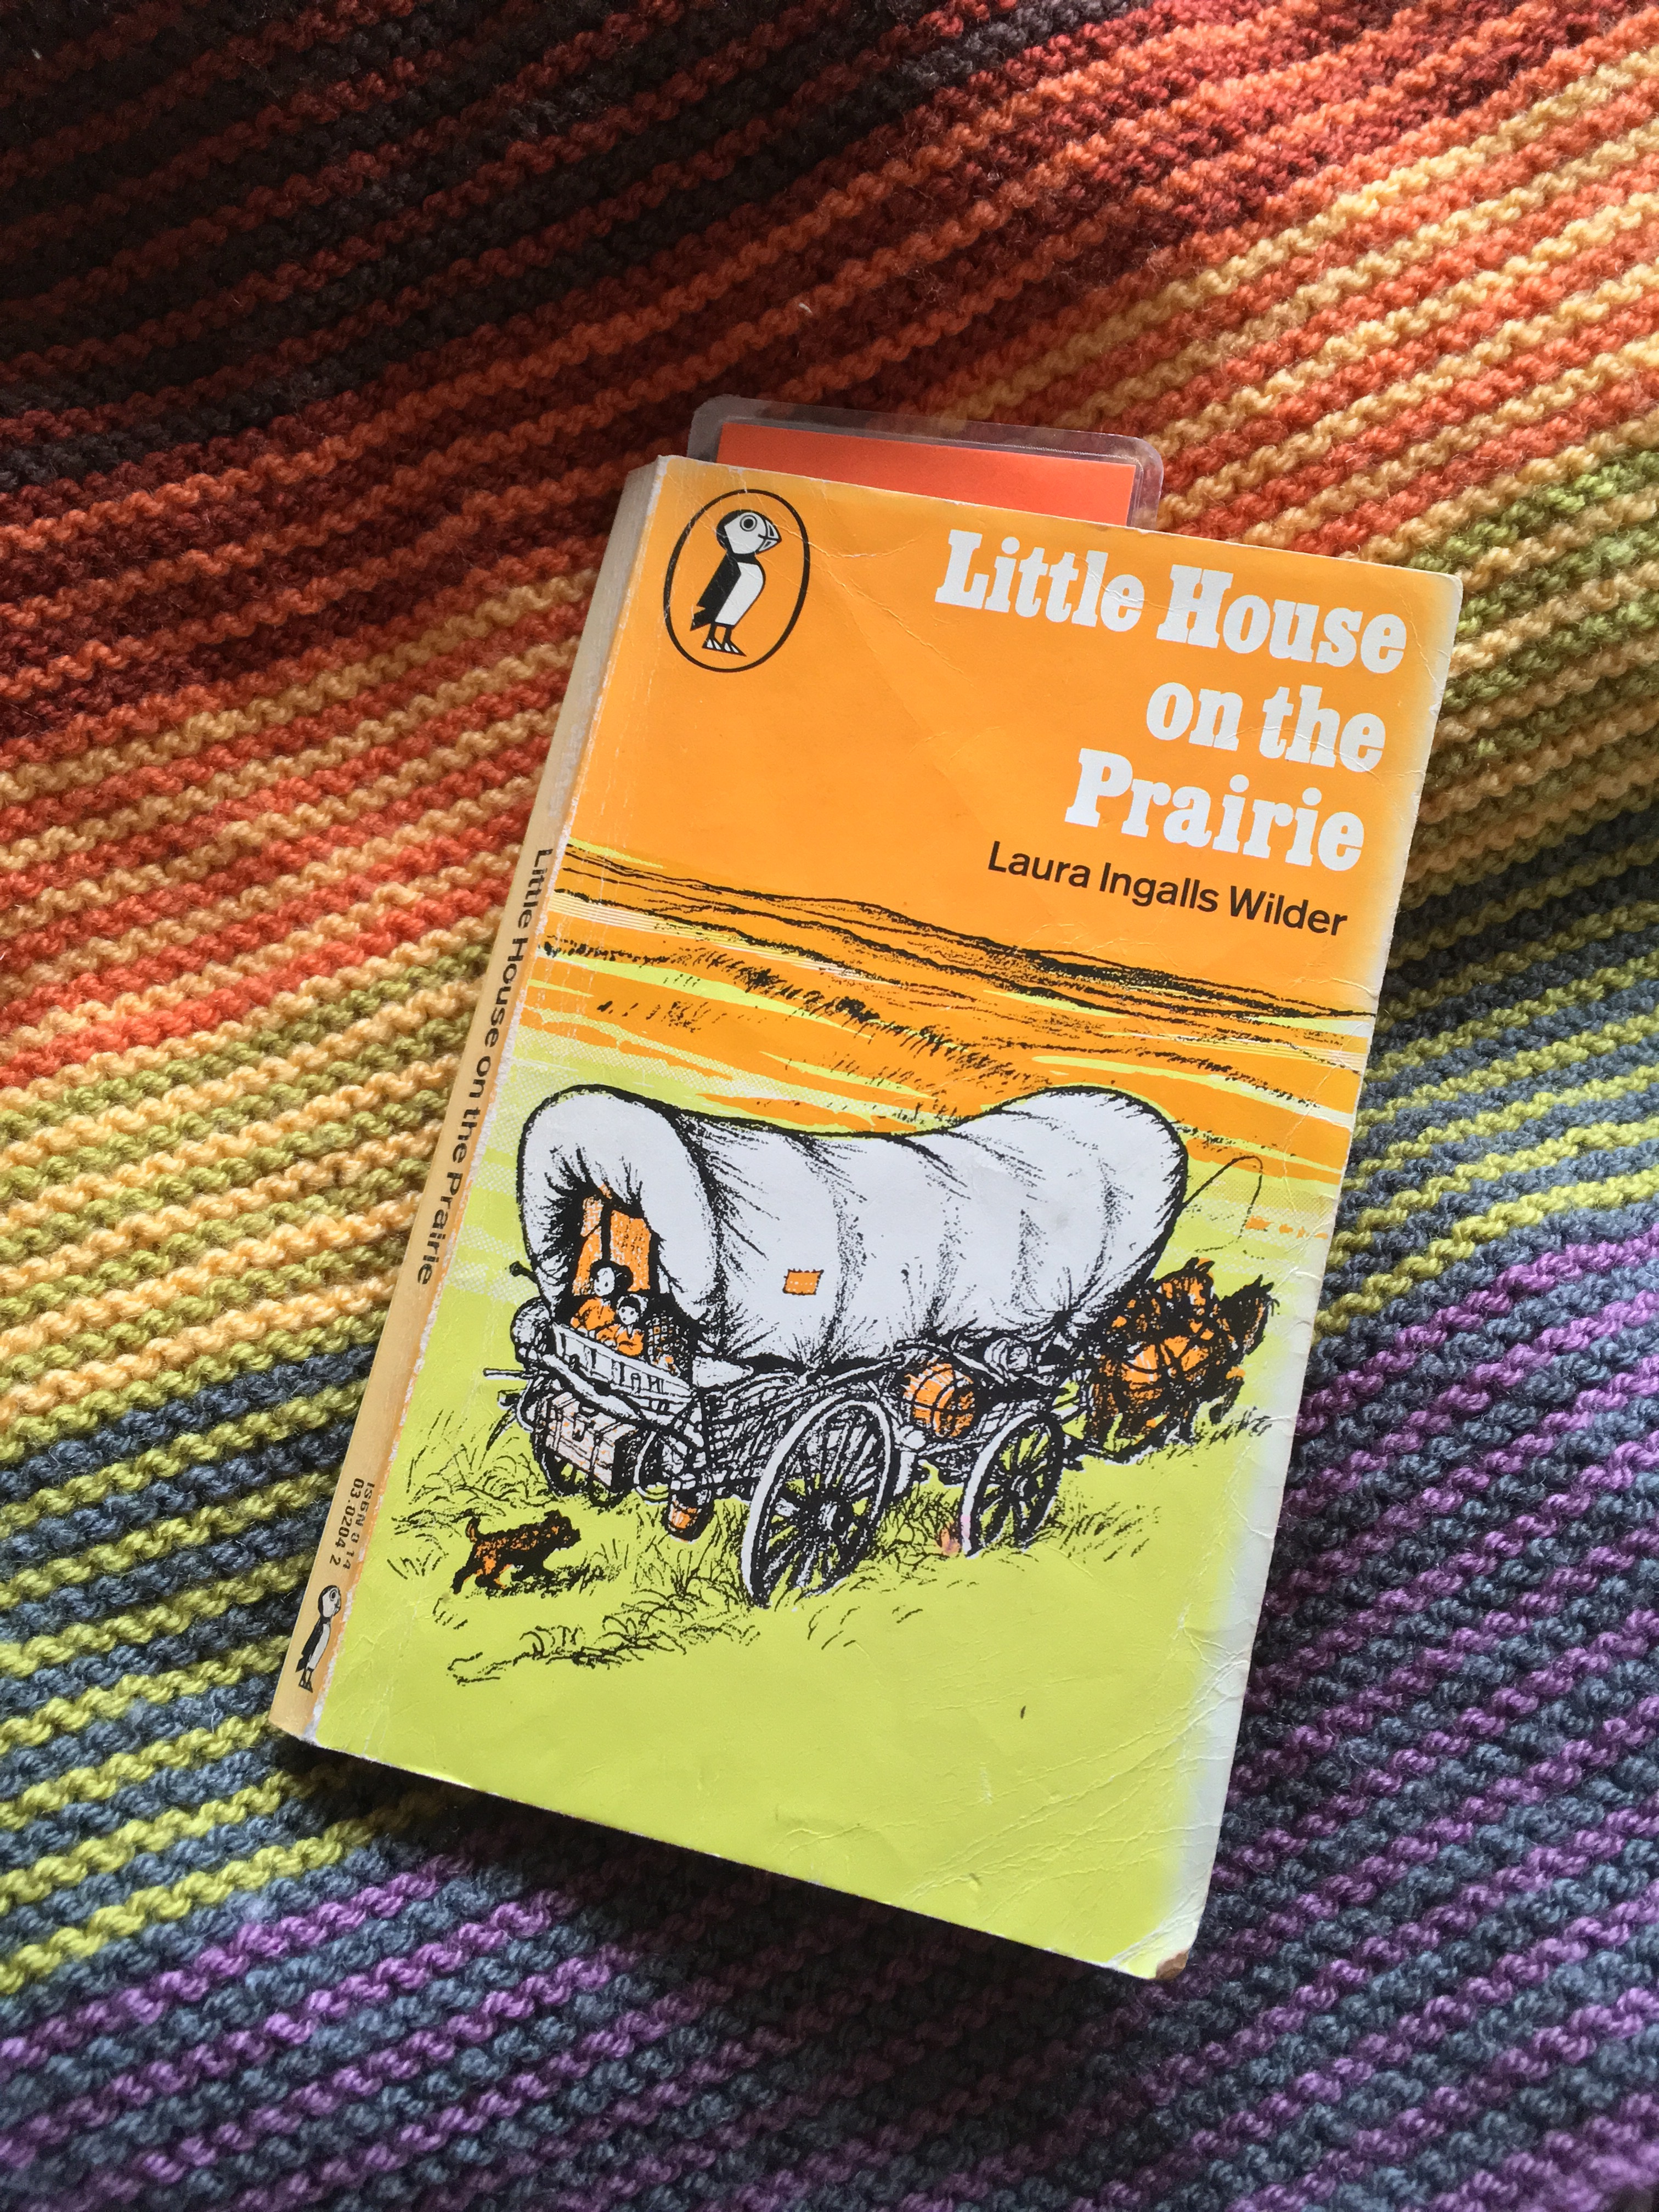 Little House
on the
Prairie
Laura Ingalls Wilder
Little House on the Prairie
ISBN 0 14
03.0204 2